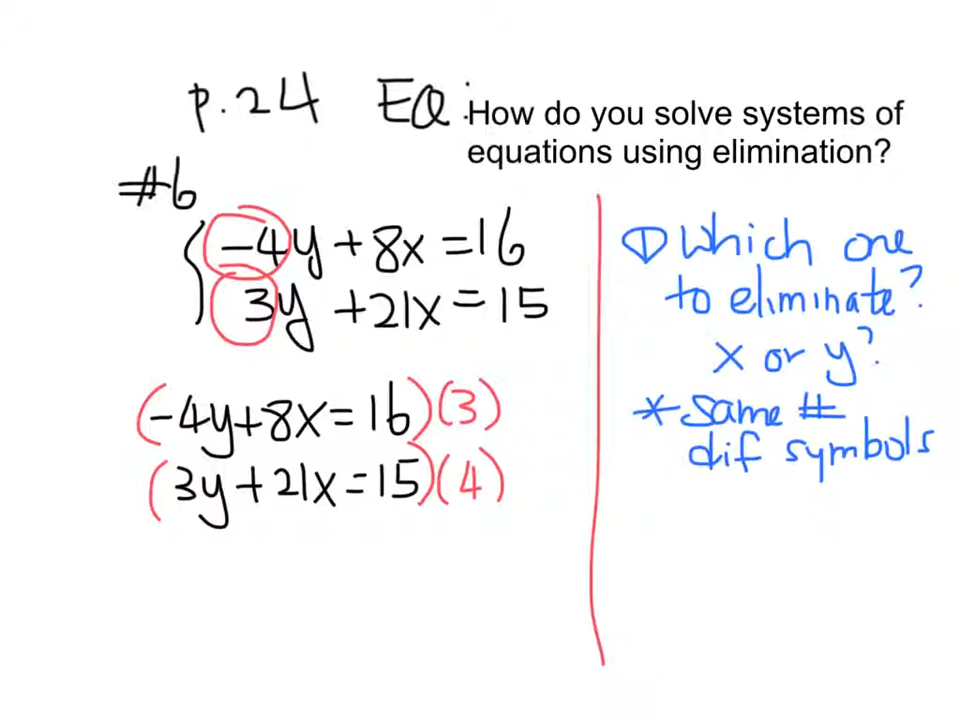 p.24 EQ: How do you solve systems of
equations using elimination?
#6
-4y + 8x = 16
3y + 21x = 15
(-4y + 8x = 16)(3)
(3y + 21x = 15)(4)
① Which one
to eliminate?
x or y?
* same #
dif symbols